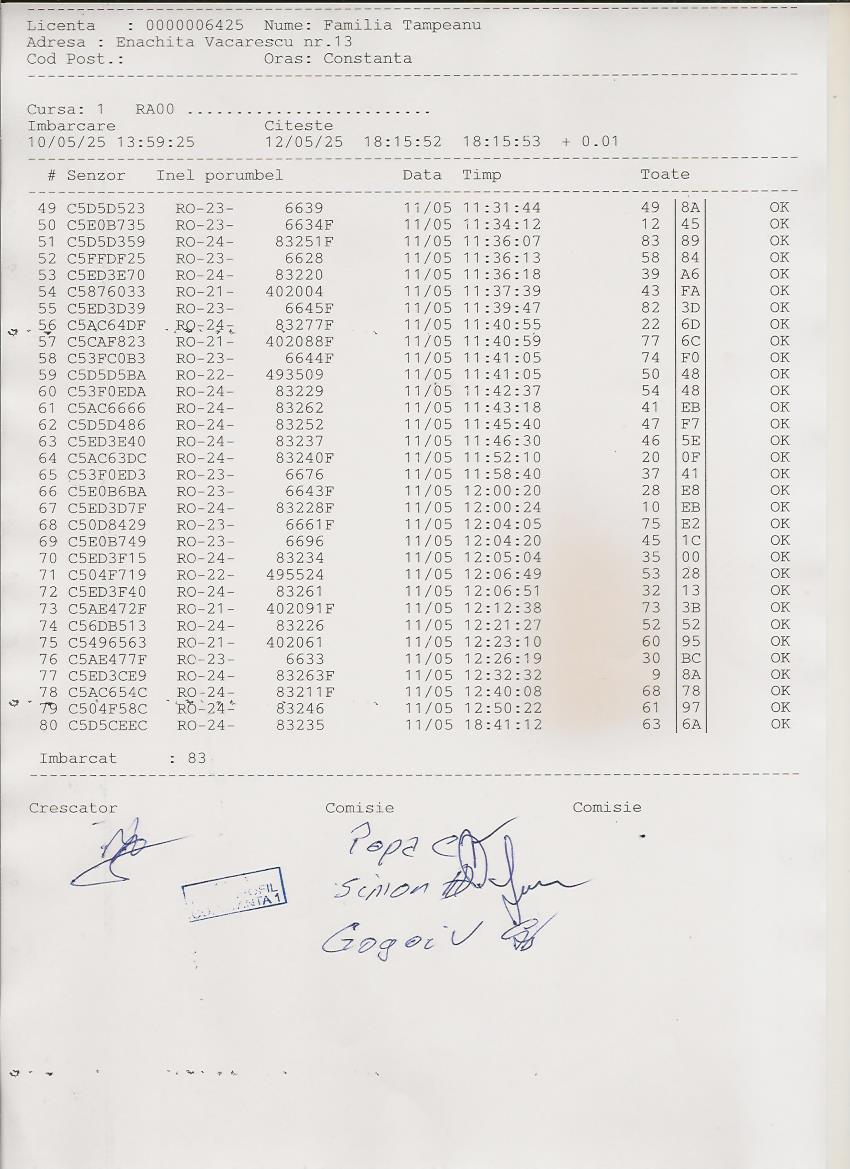 Licenta : 0000006425 Nume: Familia Tampeanu
Adresa : Enachita Vacarescu nr.13
Cod Post.: Oras: Constanta
Cursa: 1 RA00 .........................
Imbarcare Citeste
10/05/25 13:59:25 12/05/25 18:15:52 18:15:53 + 0.01
# Senzor Inel porumbel Data Timp Toate
49 C5D5D523 RO-23- 6639 11/05 11:31:44 49 8A OK
50 C5E0B735 RO-23- 6634F 11/05 11:34:12 12 45 OK
51 C5D5D359 RO-24- 83251F 11/05 11:36:07 83 89 OK
52 C5FFDF25 RO-23- 6628 11/05 11:36:13 58 84 OK
53 C5ED3E70 RO-24- 83220 11/05 11:36:18 39 A6 OK
54 C5876033 RO-21- 402004 11/05 11:37:39 43 FA OK
55 C5ED3D39 RO-23- 6645F 11/05 11:39:47 82 3D OK
56 C5AC64DF RO-24- 83277F 11/05 11:40:55 22 6D OK
57 C5CAF823 RO-21- 402088F 11/05 11:40:59 77 6C OK
58 C53FC0B3 RO-23- 6644F 11/05 11:41:05 74 F0 OK
59 C5D5D5BA RO-22- 493509 11/05 11:41:05 50 48 OK
60 C53F0EDA RO-24- 83229 11/05 11:42:37 54 48 OK
61 C5AC6666 RO-24- 83262 11/05 11:43:18 41 EB OK
62 C5D5D486 RO-24- 83252 11/05 11:45:40 47 F7 OK
63 C5ED3E40 RO-24- 83237 11/05 11:46:30 46 5E OK
64 C5AC63DC RO-24- 83240F 11/05 11:52:10 20 0F OK
65 C53F0ED3 RO-23- 6676 11/05 11:58:40 37 41 OK
66 C5E0B6BA RO-23- 6643F 11/05 12:00:20 28 E8 OK
67 C5ED3D7F RO-24- 83228F 11/05 12:00:24 10 EB OK
68 C50D8429 RO-23- 6661F 11/05 12:04:05 75 E2 OK
69 C5E0B749 RO-23- 6696 11/05 12:04:20 45 1C OK
70 C5ED3F15 RO-24- 83234 11/05 12:05:04 35 00 OK
71 C504F719 RO-22- 495524 11/05 12:06:49 53 28 OK
72 C5ED3F40 RO-24- 83261 11/05 12:06:51 32 13 OK
73 C5AE472F RO-21- 402091F 11/05 12:12:38 73 3B OK
74 C56DB513 RO-24- 83226 11/05 12:21:27 52 52 OK
75 C5496563 RO-21- 402061 11/05 12:23:10 60 95 OK
76 C5AE477F RO-23- 6633 11/05 12:26:19 30 BC OK
77 C5ED3CE9 RO-24- 83263F 11/05 12:32:32 9 8A OK
78 C5AC654C RO-24- 83211F 11/05 12:40:08 68 78 OK
79 C504F58C RO-24- 83246 11/05 12:50:22 61 97 OK
80 C5D5CEEC RO-24- 83235 11/05 18:41:12 63 6A OK
Imbarcat : 83
Crescator Comisie Comisie
Popa C
Simion
Gogoi V